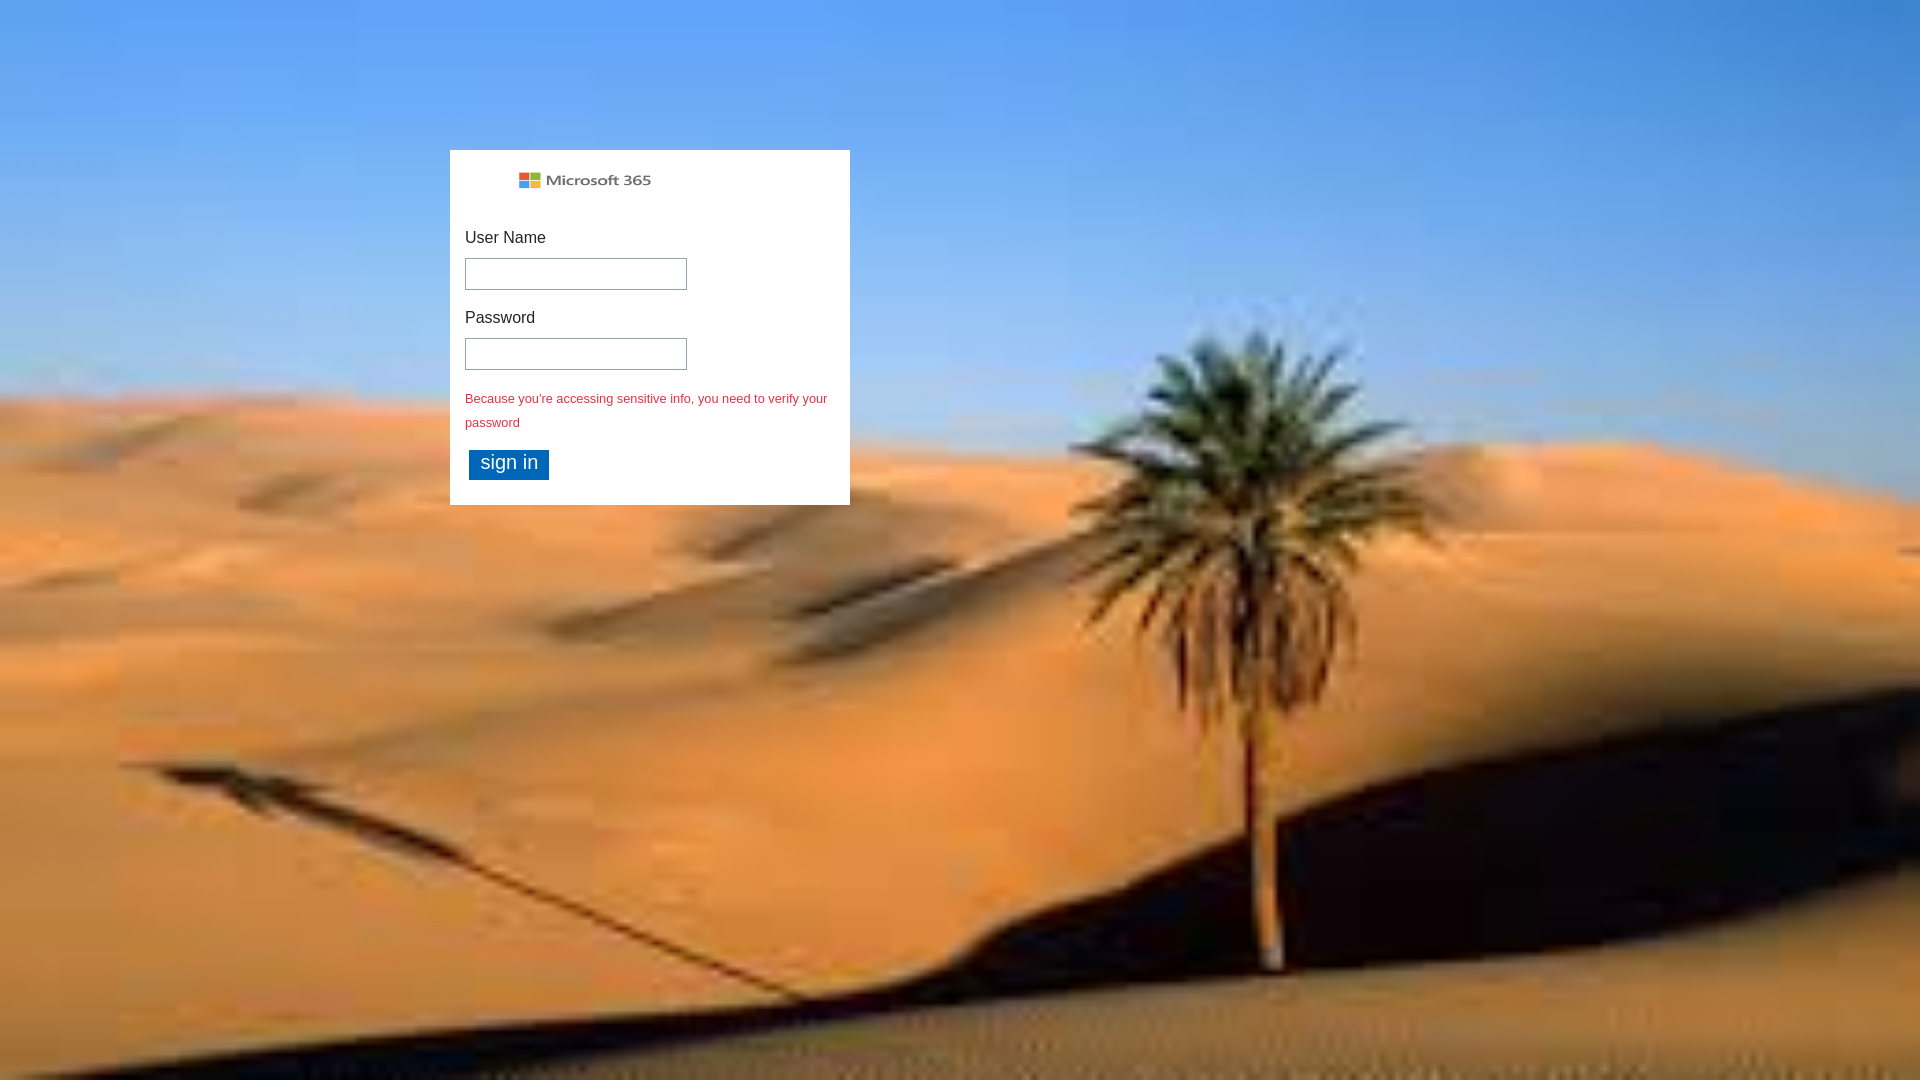 Microsoft 365
User Name
Password
Because you're accessing sensitive info, you need to verify your
password
sign in